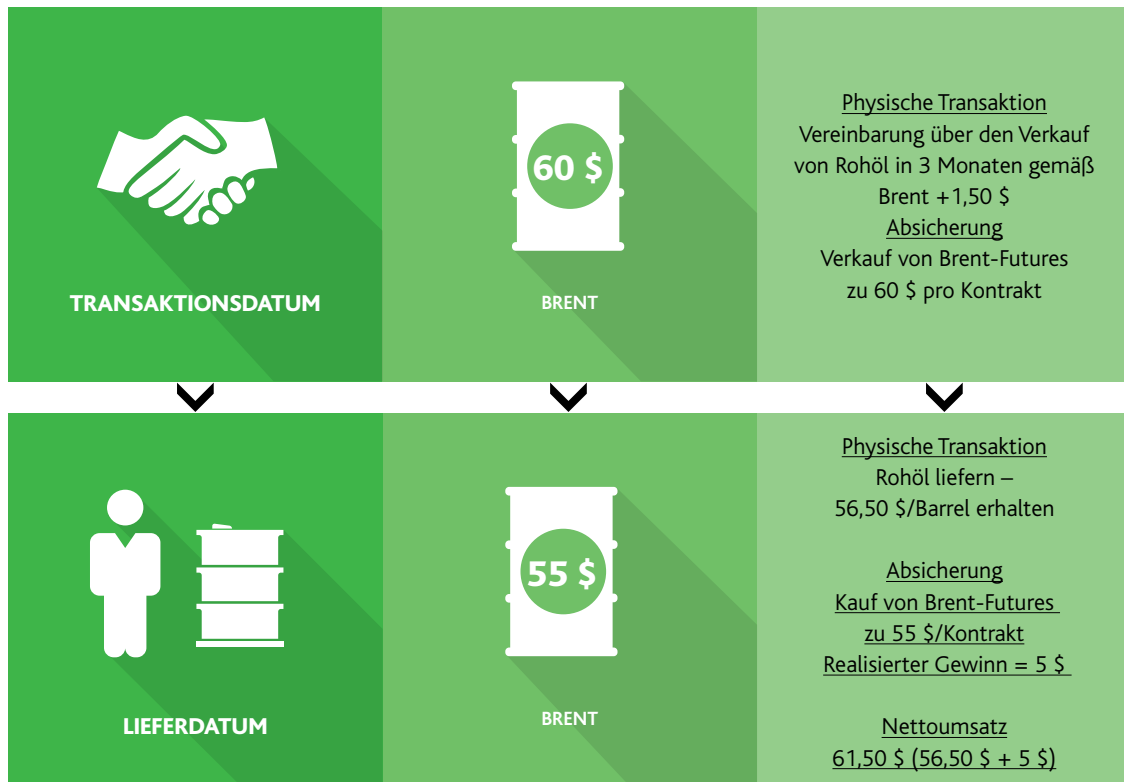 TRANSAKTIONSDATUM
60 $
BRENT
Physische Transaktion
Vereinbarung über den Verkauf
von Rohöl in 3 Monaten gemäß
Brent +1,50 $
Absicherung
Verkauf von Brent-Futures
zu 60 $ pro Kontrakt
LIEFERDATUM
55 $
BRENT
Physische Transaktion
Rohöl liefern –
56,50 $/Barrel erhalten
Absicherung
Kauf von Brent-Futures
zu 55 $/Kontrakt
Realisierter Gewinn = 5 $
Nettoumsatz
61,50 $ (56,50 $ + 5 $)